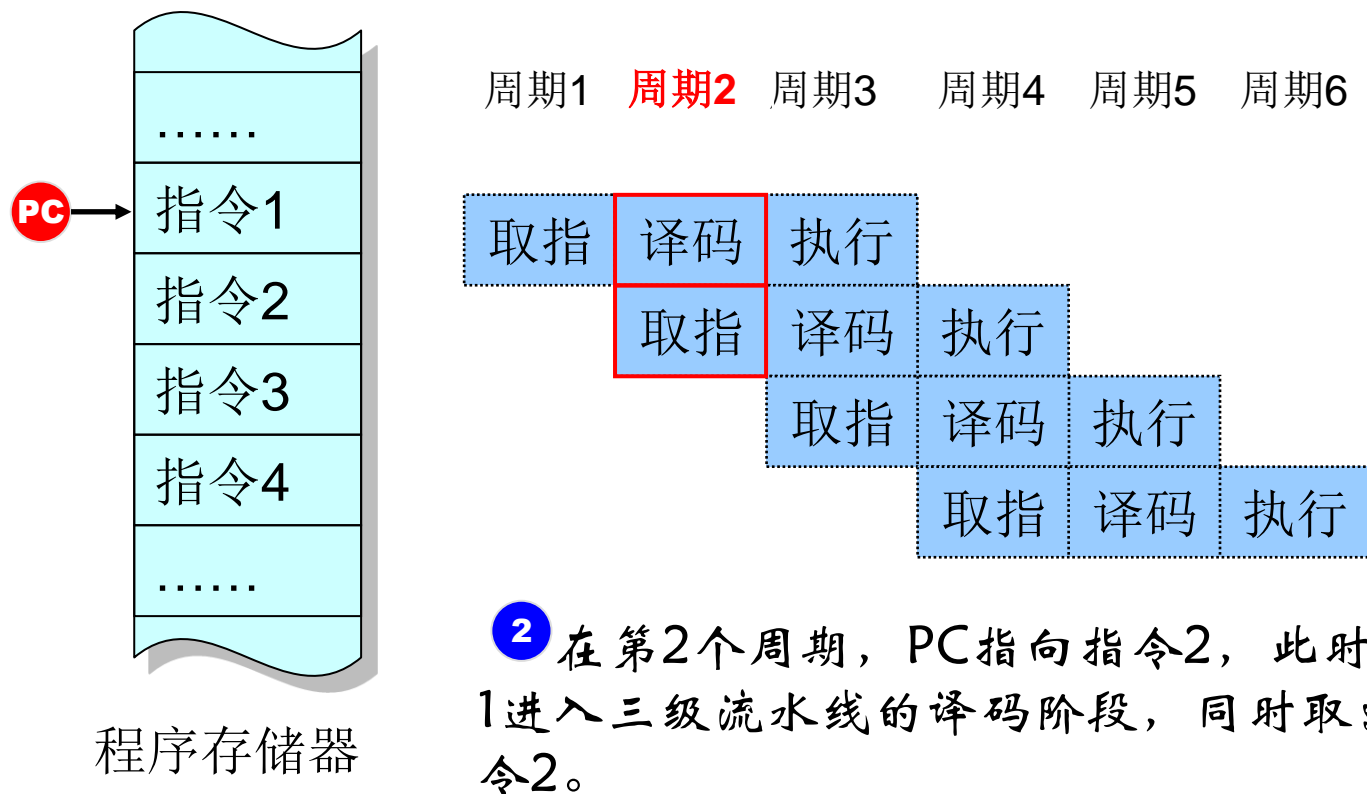 周期1 周期2 周期3 周期4 周期5 周期6
……
PC 指令1
指令2
指令3
指令4
……
程序存储器
取指 译码 执行
取指 译码 执行
取指 译码 执行
取指 译码 执行
2 在第2个周期，PC指向指令2，此时
1进入三级流水线的译码阶段，同时取
令2。